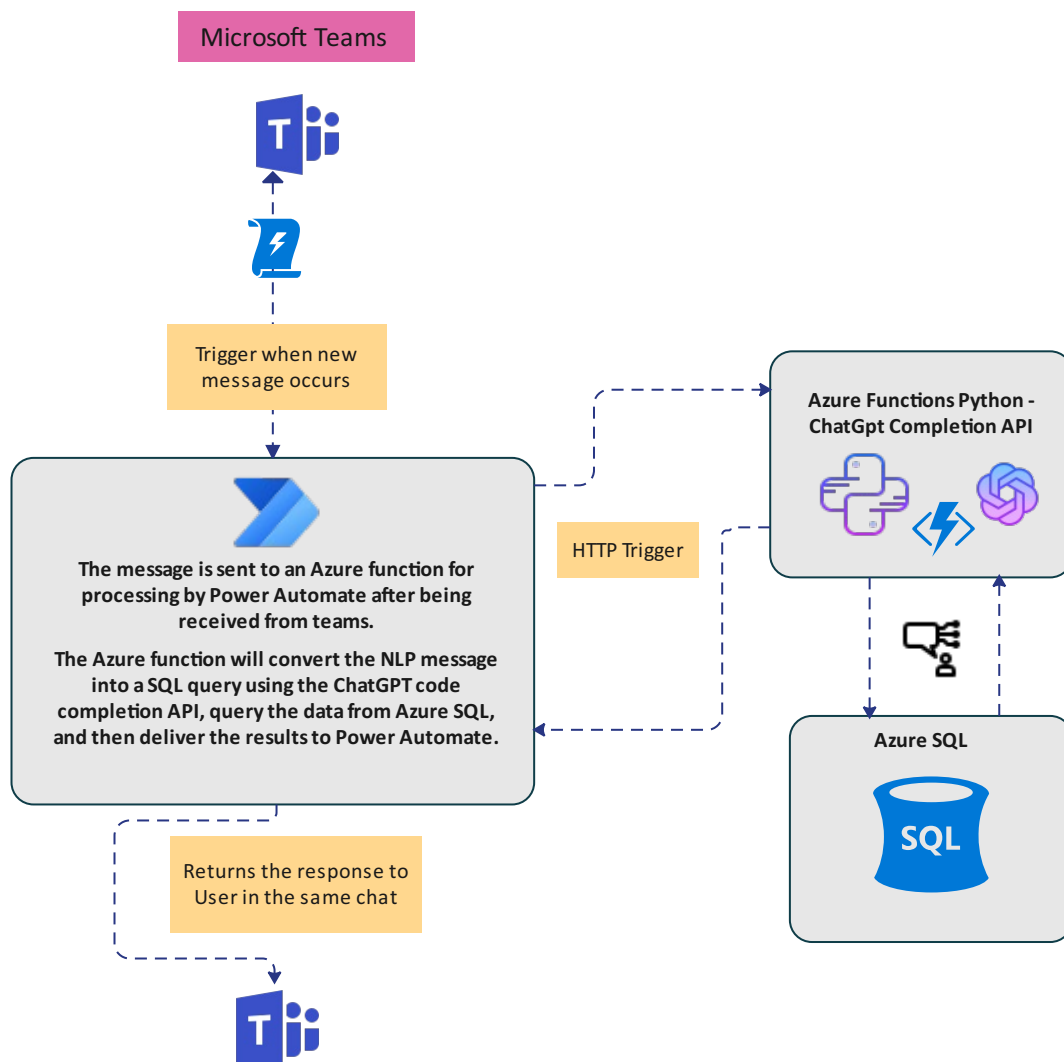 Microsoft Teams
T
Trigger when new
message occurs
Azure Functions Python -
ChatGpt Completion API
The message is sent to an Azure function for
processing by Power Automate after being
received from teams.
HTTP Trigger
The Azure function will convert the NLP message
into a SQL query using the ChatGPT code
completion API, query the data from Azure SQL,
and then deliver the results to Power Automate.
Azure SQL
SQL
Returns the response to
User in the same chat
T